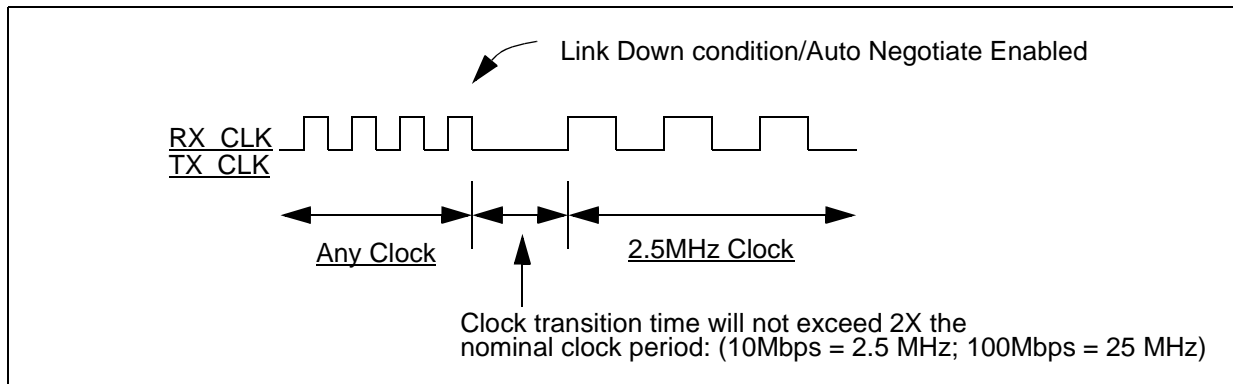 Link Down condition/Auto Negotiate Enabled
RX_CLK
TX_CLK
Any Clock
2.5MHz Clock
Clock transition time will not exceed 2X the
nominal clock period: (10Mbps = 2.5 MHz; 100Mbps = 25 MHz)